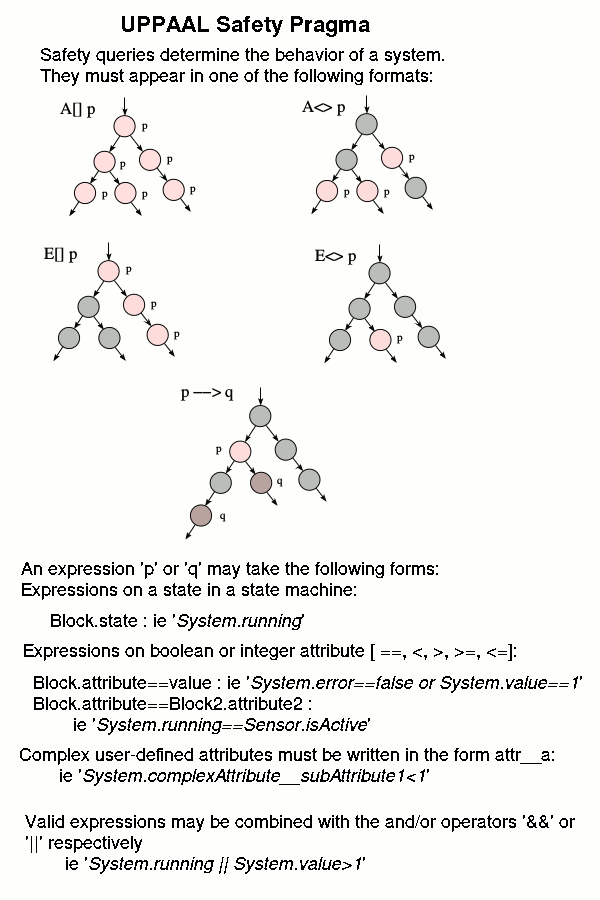 UPPAAL Safety Pragma
Safety queries determine the behavior of a system.
They must appear in one of the following formats:
A[] p
p
p
p
p
p
p
A<> p
p
p
p
E[] p
p
p
p
E<> p
p
p —> q
p
q
q
An expression 'p' or 'q' may take the following forms:
Expressions on a state in a state machine:
Block.state : ie 'System.running'
Expressions on boolean or integer attribute [ ==, <, >, >=, <=]:
Block.attribute==value : ie 'System.error==false or System.value==1'
Block.attribute==Block2.attribute2 :
ie 'System.running==Sensor.isActive'
Complex user-defined attributes must be written in the form attr__a:
ie 'System.complexAttribute__subAttribute1<1'
Valid expressions may be combined with the and/or operators '&&' or
'||' respectively
ie 'System.running || System.value>1'